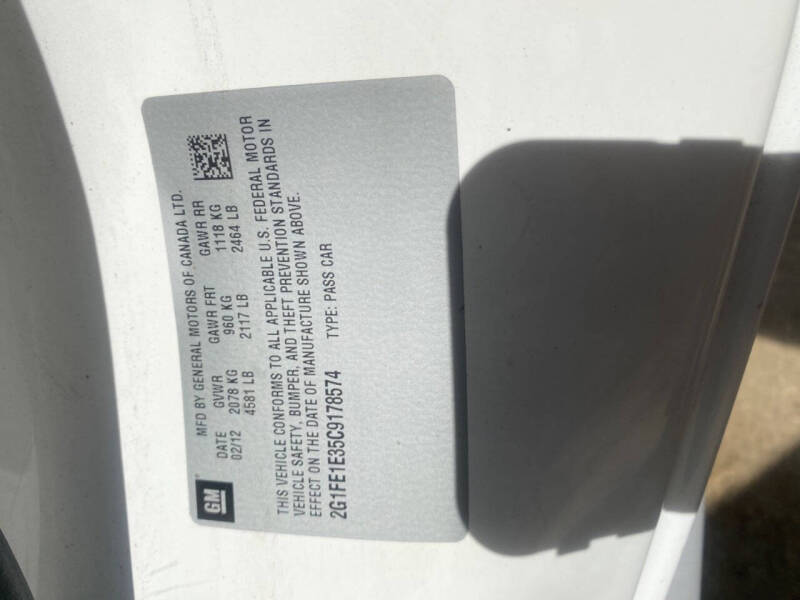 GM
MFD BY GENERAL MOTORS OF CANADA LTD.
DATE GVWR GAWR FRT GAWR RR
02/12 2078 KG 960 KG 1118 KG
4581 LB 2117 LB 2464 LB
THIS VEHICLE CONFORMS TO ALL APPLICABLE U.S. FEDERAL MOTOR
VEHICLE SAFETY, BUMPER, AND THEFT PREVENTION STANDARDS IN
EFFECT ON THE DATE OF MANUFACTURE SHOWN ABOVE.
2G1FE1E35C9178574 TYPE: PASS CAR